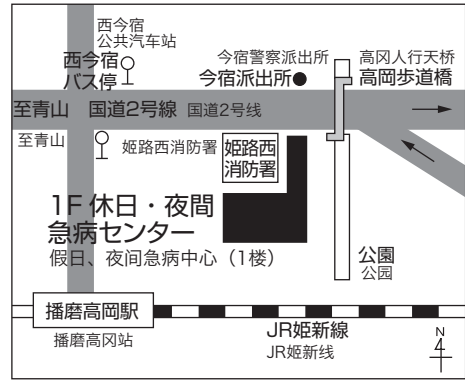 西今宿
公共汽车站
西今宿
バス停
今宿警察派出所
今宿派出所
高冈人行天桥
高岡歩道橋
至青山
国道2号線
国道2号线
至青山
姫路西消防署
姫路西
消防署
1F 休日・夜間
急病センター
假日、夜间急病中心（1楼）
公園
公园
播磨高岡駅
播磨高冈站
JR姫新線
JR姬新线
N